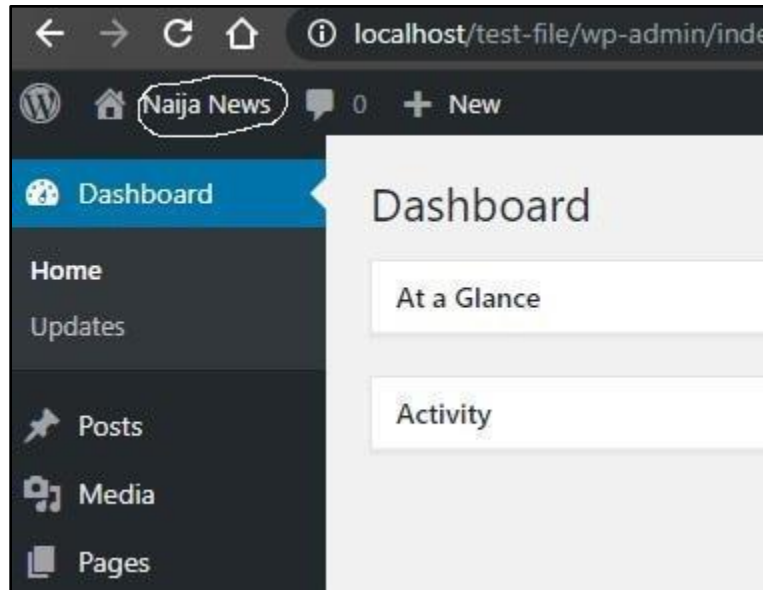 localhost/test-file/wp-admin/inde
Naija News 0 + New
Dashboard
Dashboard
Home
At a Glance
Updates
Activity
Posts
Media
Pages